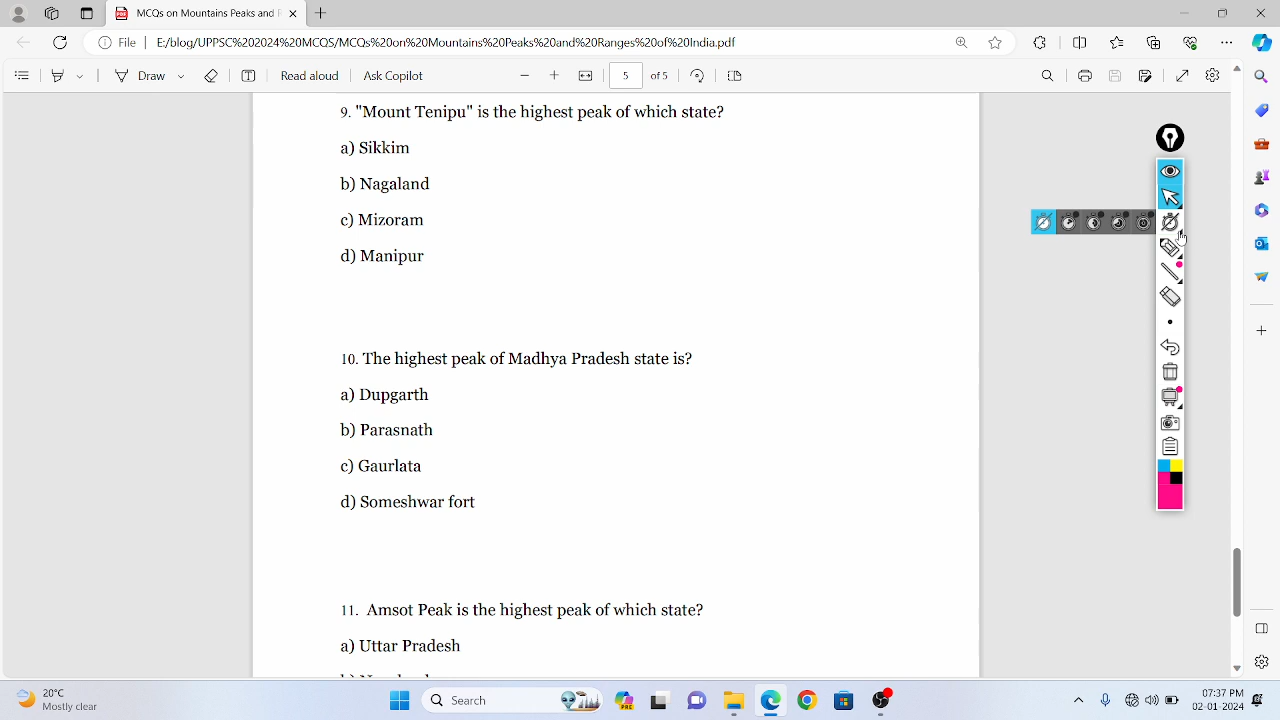 MCQs on Mountains Peaks and
File
E:/blog/UPPSC%202024%20MCQS/MCQs%20on%20Mountains%20Peaks%20and%20Ranges%20of%20India.pdf
Draw
Read aloud
Ask Copilot
5
of 5
9. "Mount Tenipu" is the highest peak of which state?
a) Sikkim
b) Nagaland
c) Mizoram
d) Manipur
10. The highest peak of Madhya Pradesh state is?
a) Dupgarth
b) Parasnath
c) Gaurlata
d) Someshwar fort
11. Amsot Peak is the highest peak of which state?
a) Uttar Pradesh
20°C
Mostly clear
Search
07:37 PM
02-01-2024